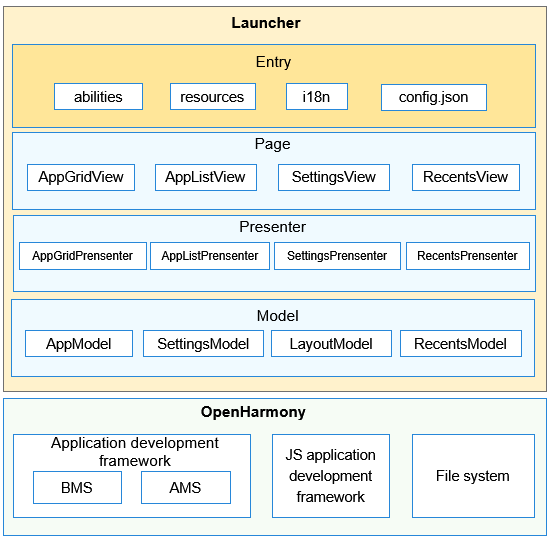 Launcher
Entry
abilities
resources
i18n
config.json
Page
AppGridView
AppListView
SettingsView
RecentsView
Presenter
AppGridPrensenter
AppListPrensenter
SettingsPrensenter
RecentsPrensenter
Model
AppModel
SettingsModel
LayoutModel
RecentsModel
OpenHarmony
Application development
framework
BMS
AMS
JS application
development
framework
File system